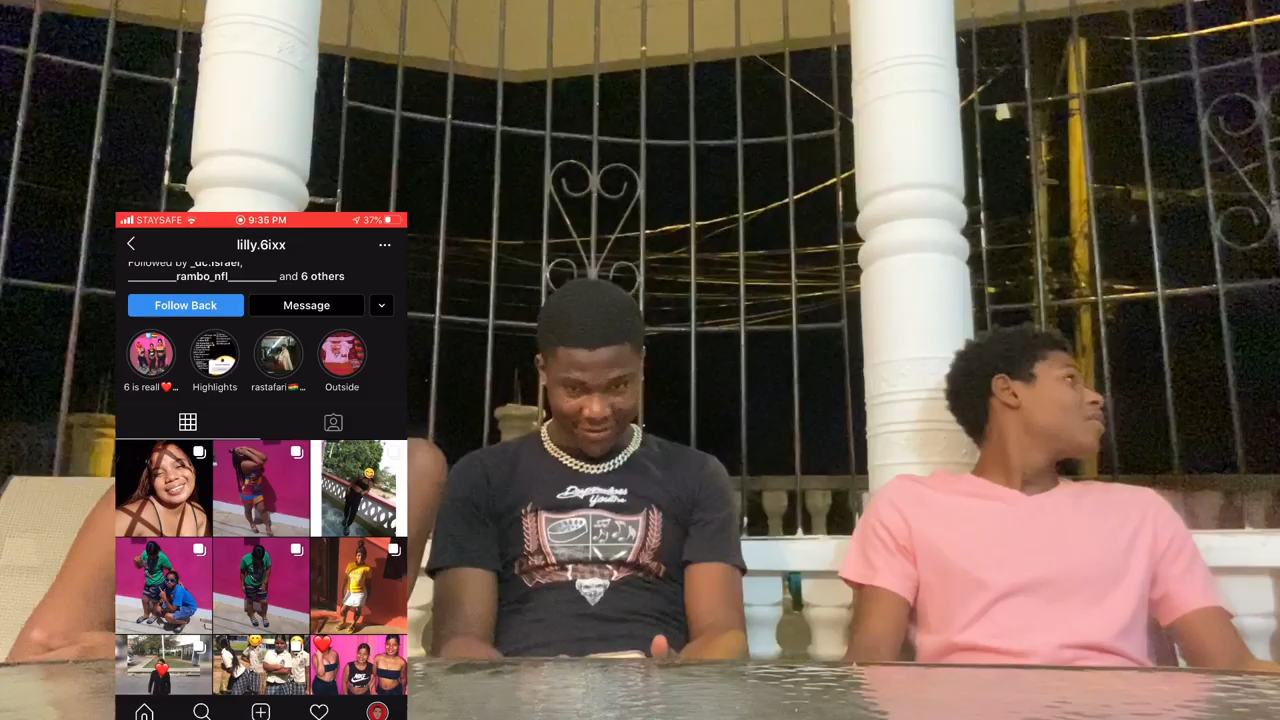 STAYSAFE 9:35 PM 37%
lilly.6ixx
Followed by _dc.israel,
________rambo_nfl________ and 6 others
Follow Back Message
6 is reall❤️... Highlights rastafari... Outside